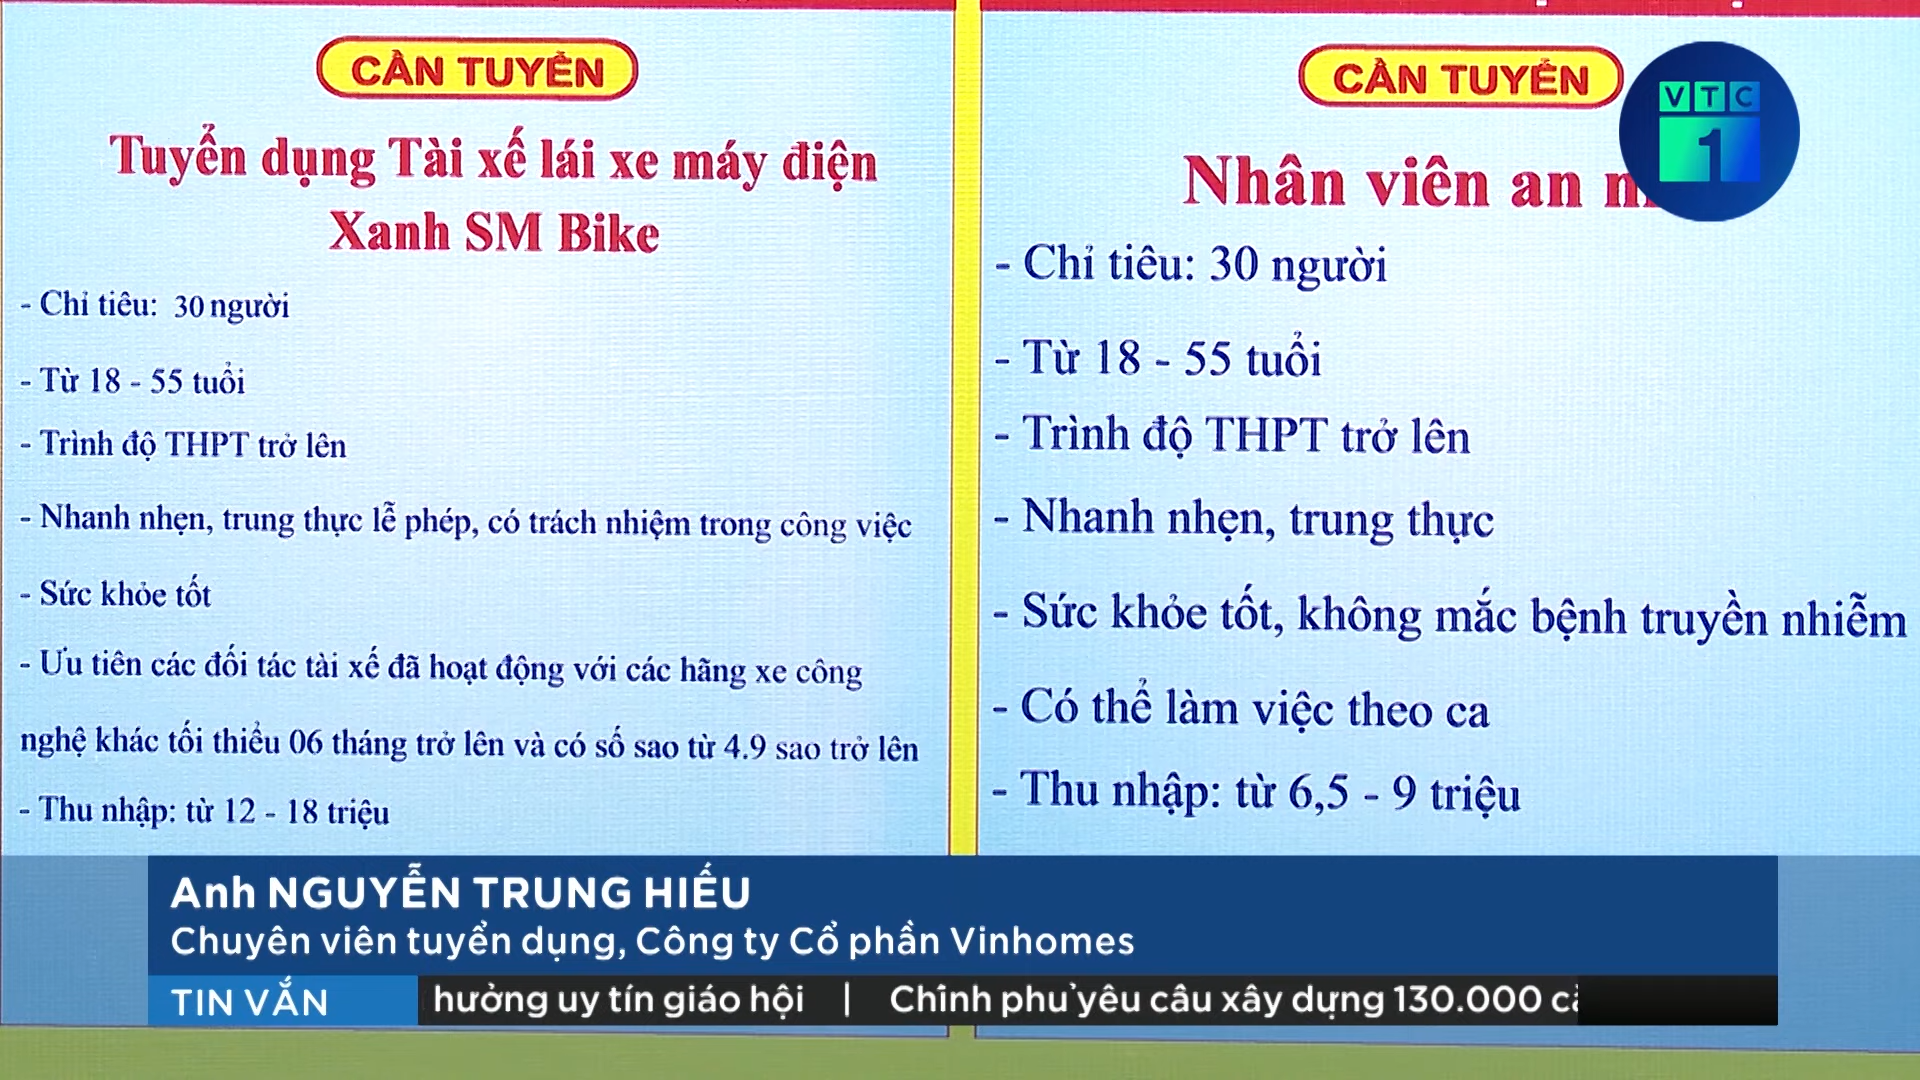 CẦN TUYỂN
Tuyển dụng Tài xế lái xe máy điện
Xanh SM Bike
- Chỉ tiêu: 30 người
- Từ 18 - 55 tuổi
- Trình độ THPT trở lên
- Nhanh nhẹn, trung thực lễ phép, có trách nhiệm trong công việc
- Sức khỏe tốt
- Ưu tiên các đối tác tài xế đã hoạt động với các hãng xe công
nghệ khác tối thiểu 06 tháng trở lên và có số sao từ 4.9 sao trở lên
- Thu nhập: từ 12 - 18 triệu
CẦN TUYỂN
Nhân viên an
- Chỉ tiêu: 30 người
- Từ 18 - 55 tuổi
- Trình độ THPT trở lên
- Nhanh nhẹn, trung thực
- Sức khỏe tốt, không mắc bệnh truyền nhiễm
- Có thể làm việc theo ca
- Thu nhập: từ 6,5 - 9 triệu
VTC
1
Anh NGUYỄN TRUNG HIẾU
Chuyên viên tuyển dụng, Công ty Cổ phần Vinhomes
TIN VẮN
hưởng uy tín giáo hội | Chính phủ yêu cầu xây dựng 130.000